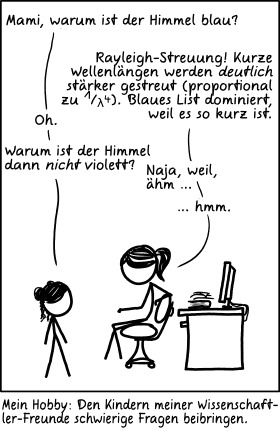 Mami, warum ist der Himmel blau?
Rayleigh-Streuung! Kurze
Wellenlängen werden deutlich
stärker gestreut (proportional
zu 1/λ⁴). Blaues List dominiert,
weil es so kurz ist.
Oh.
Warum ist der Himmel
dann nicht violett?
Naja, weil,
ähm ...
... hmm.
Mein Hobby: Den Kindern meiner Wissenschaft-
ler-Freunde schwierige Fragen beibringen.